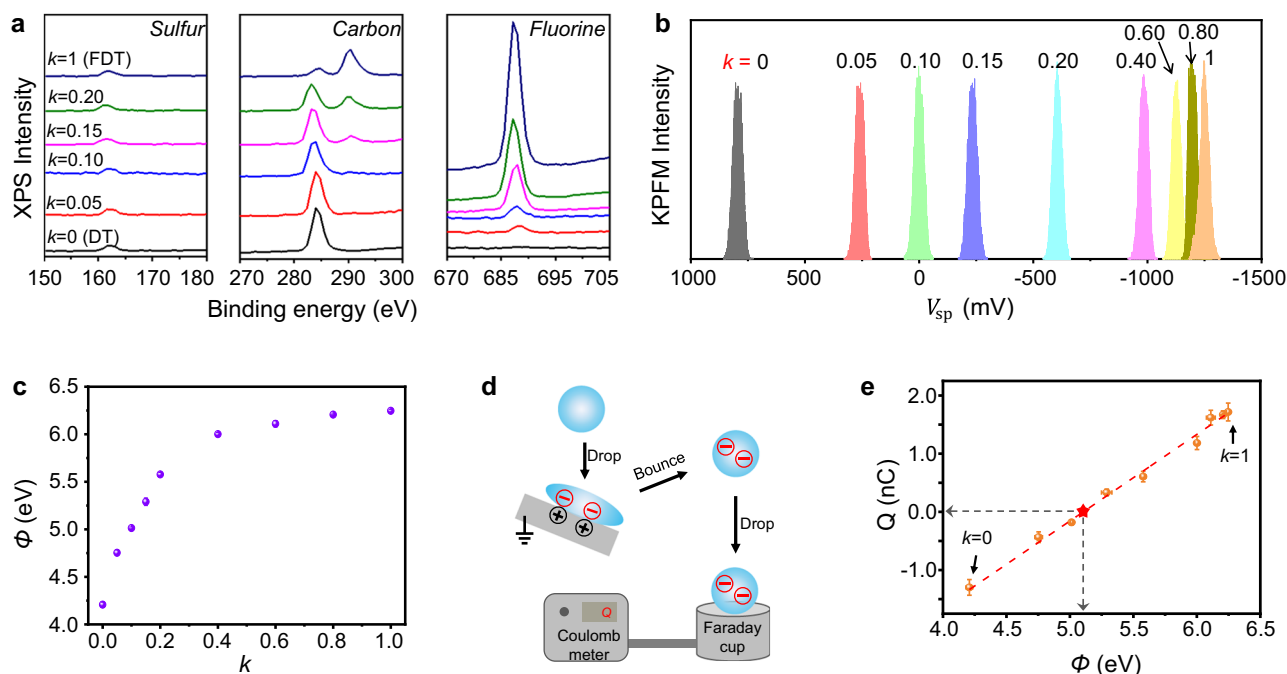 a
Sulfur
Carbon
Fluorine
XPS Intensity
k=1 (FDT)
k=0.20
k=0.15
k=0.10
k=0.05
k=0 (DT)
150 160 170 180
270 280 290 300
670 685 695 705
Binding energy (eV)
b
KPFM Intensity
k = 0
0.05
0.10
0.15
0.20
0.40
0.60
0.80
1
1000 500 0 -500 -1000 -1500
Vsp (mV)
c
Φ (eV)
6.5
6.0
5.5
5.0
4.5
4.0
0.0 0.2 0.4 0.6 0.8 1.0
k
d
Drop
Bounce
Drop
Q
Coulomb
meter
Faraday
cup
e
Q (nC)
2.0
1.0
0.0
-1.0
k=0
k=1
4.0 4.5 5.0 5.5 6.0 6.5
Φ (eV)